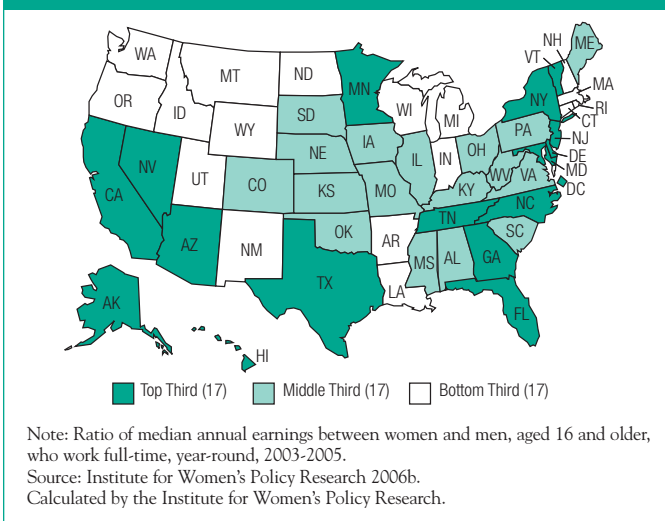 NH
ME
VT
WA
MT
ND
MN
OR
ID
WY
SD
WI
MI
NY
MA
RI
CT
PA
NJ
NV
UT
CO
NE
IA
IL
IN
OH
WV
VA
DE
MD
DC
CA
KS
MO
KY
NC
AZ
NM
OK
AR
TN
SC
TX
MS
AL
GA
LA
FL
AK
HI
Top Third (17)
Middle Third (17)
Bottom Third (17)
Note: Ratio of median annual earnings between women and men, aged 16 and older,
who work full-time, year-round, 2003-2005.
Source: Institute for Women's Policy Research 2006b.
Calculated by the Institute for Women's Policy Research.